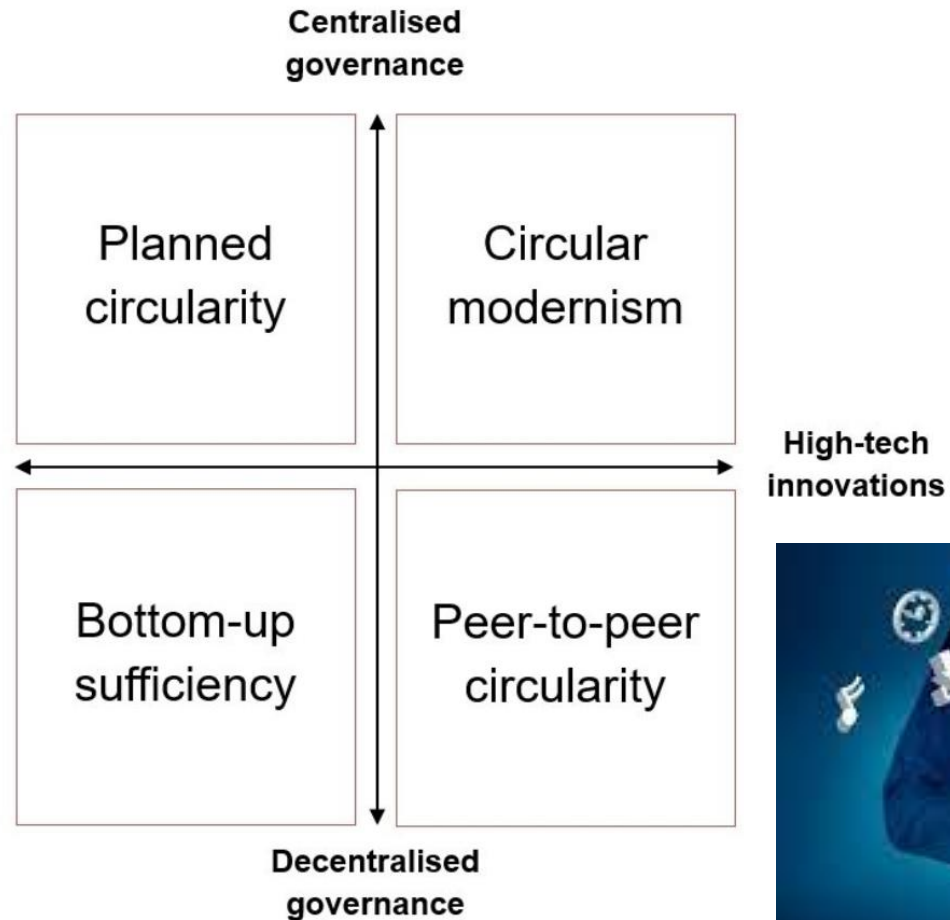 Centralised
governance
Planned
circularity
Circular
modernism
High-tech
innovations
Bottom-up
sufficiency
Peer-to-peer
circularity
Decentralised
governance